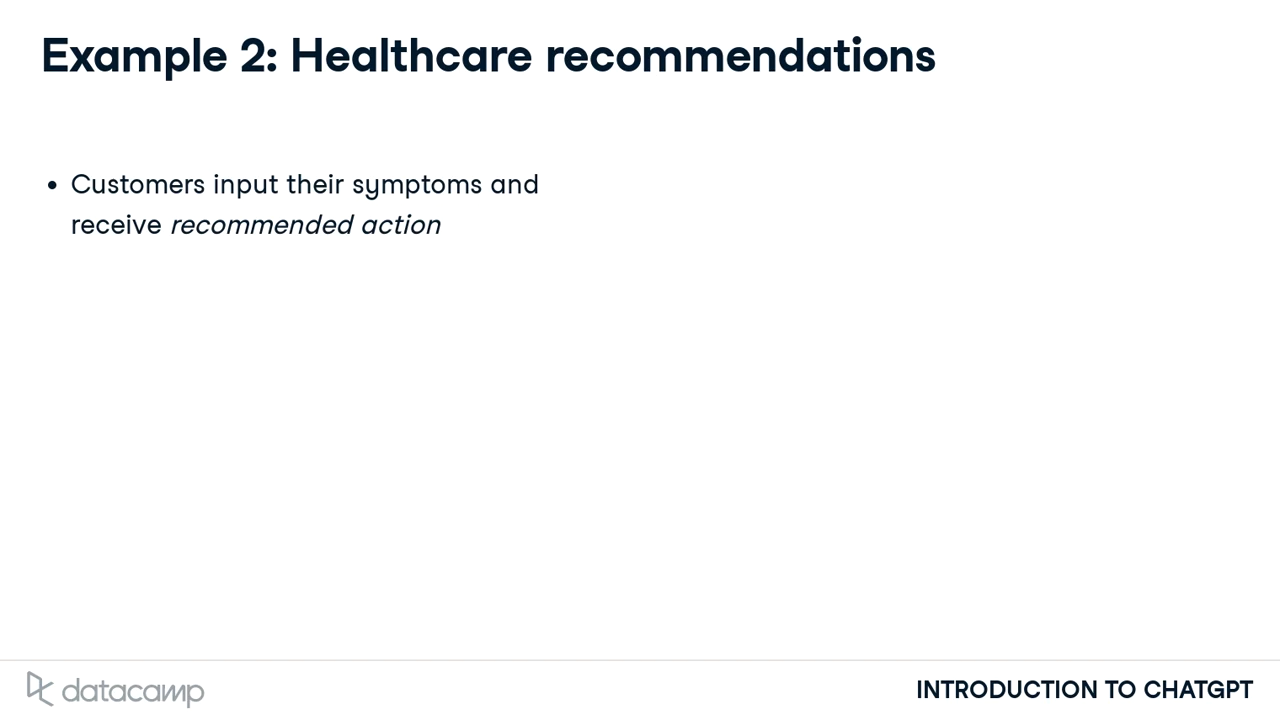 Example 2: Healthcare recommendations
• Customers input their symptoms and
receive recommended action
datacamp
INTRODUCTION TO CHATGPT